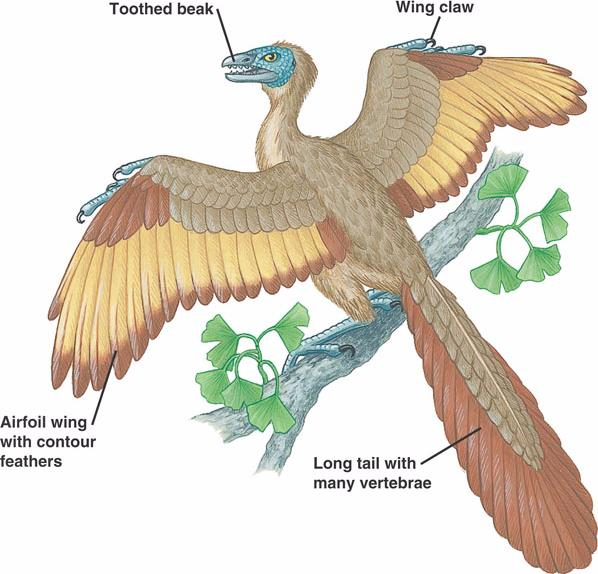 Toothed beak
Wing claw
Airfoil wing
with contour
feathers
Long tail with
many vertebrae